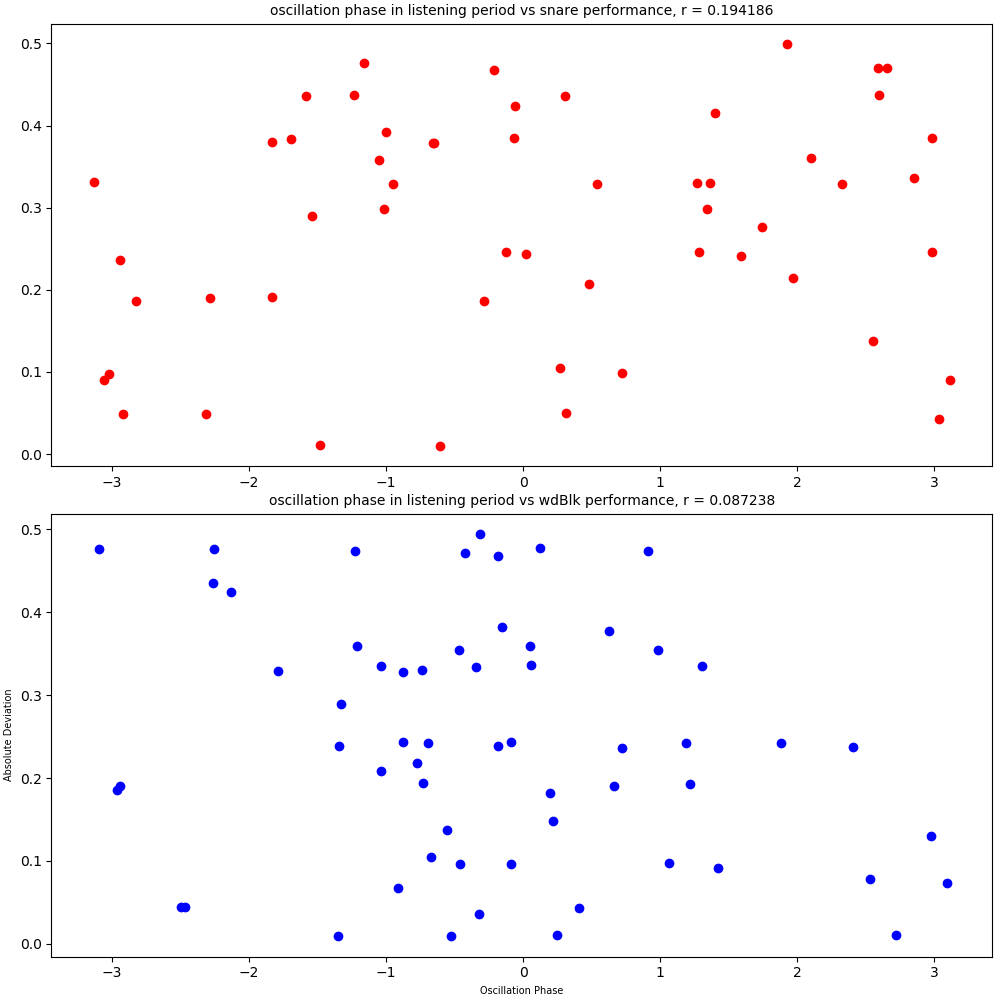 oscillation phase in listening period vs snare performance, r = 0.194186
0.5
0.4
0.3
0.2
0.1
0.0
−3 −2 −1 0 1 2 3
oscillation phase in listening period vs wdBlk performance, r = 0.087238
0.5
0.4
0.3
0.2
0.1
0.0
Absolute Deviation
−3 −2 −1 0 1 2 3
Oscillation Phase